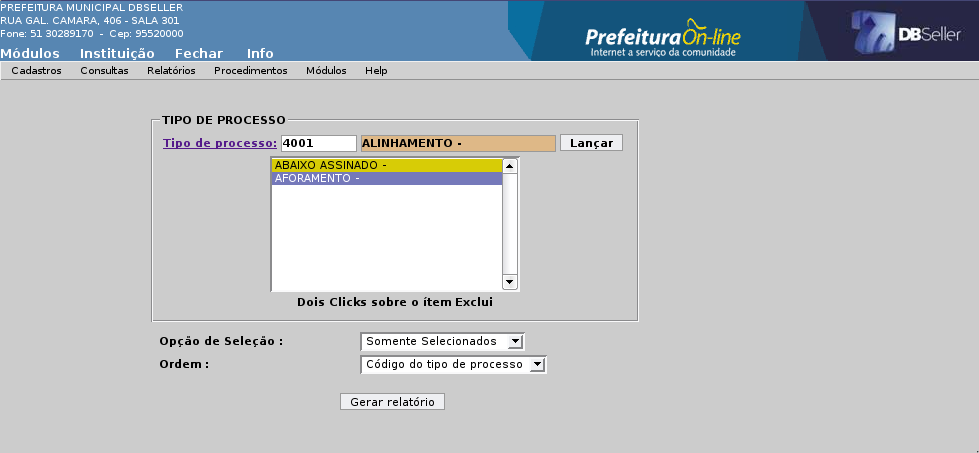 PREFEITURA MUNICIPAL DBSELLER
RUA GAL. CAMARA, 406 - SALA 301
Fone: 51 30289170 - Cep: 95520000
Módulos Instituição Fechar Info
PrefeituraOn-line
Internet a serviço da comunidade
DBSeller
Cadastros Consultas Relatórios Procedimentos Módulos Help
TIPO DE PROCESSO
Tipo de processo: 4001 ALINHAMENTO - Lançar
ABAIXO ASSINADO -
AFORAMENTO -
Dois Clicks sobre o ítem Exclui
Opção de Seleção : Somente Selecionados
Ordem : Código do tipo de processo
Gerar relatório